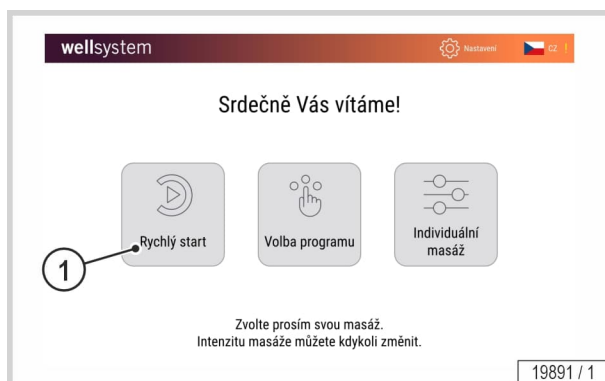 wellsystem
Nastavení
CZ !
Srdečně Vás vítáme!
Rychlý start
Volba programu
Individuální
masáž
1
Zvolte prosím svou masáž.
Intenzitu masáže můžete kdykoli změnit.
19891 / 1